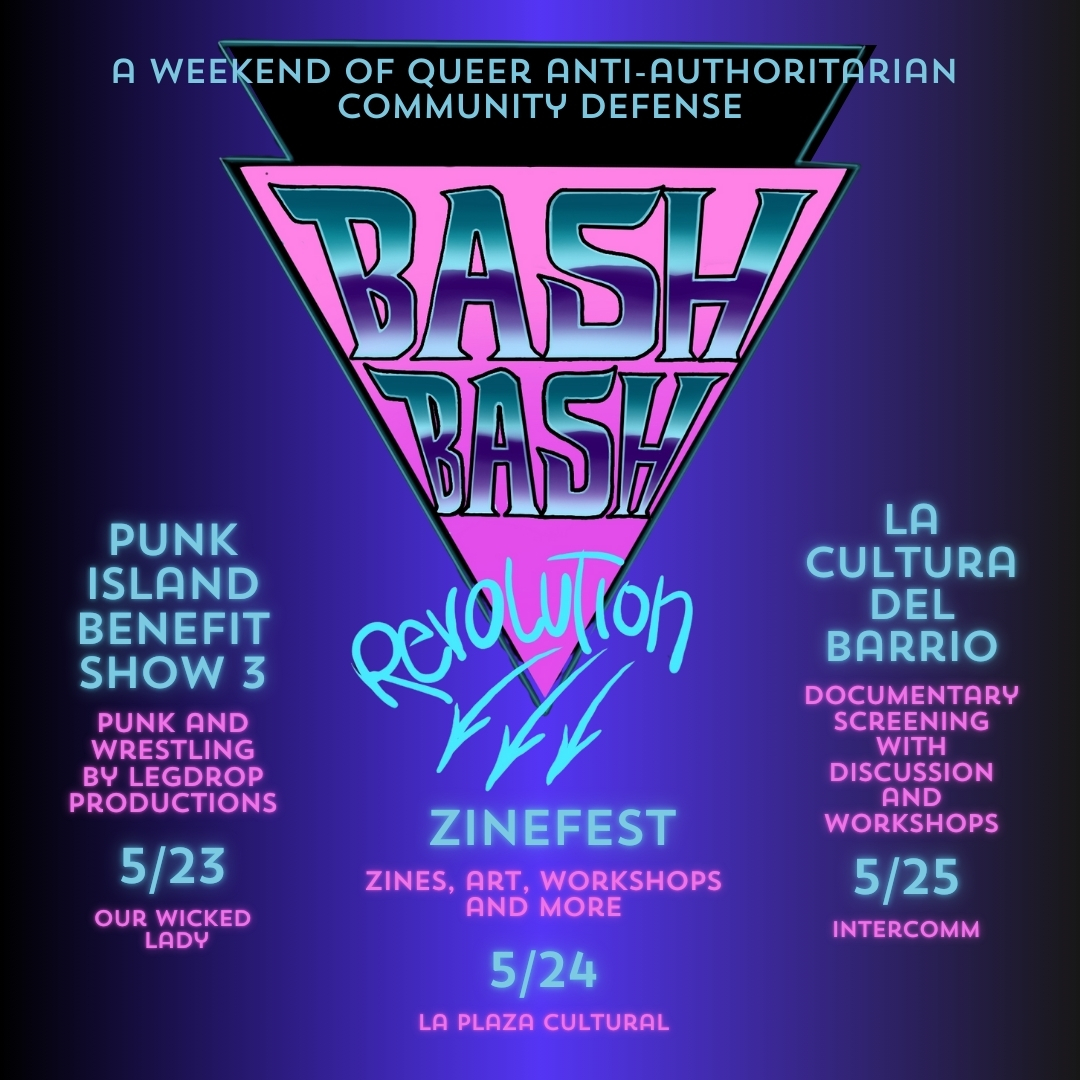 A WEEKEND OF QUEER ANTI-AUTHORITARIAN
COMMUNITY DEFENSE
BASH
BASH
REVOLUTION
PUNK
ISLAND
BENEFIT
SHOW 3
PUNK AND
WRESTLING
BY LEGDROP
PRODUCTIONS
5/23
OUR WICKED
LADY
ZINEFEST
ZINES, ART, WORKSHOPS
AND MORE
5/24
LA PLAZA CULTURAL
LA
CULTURA
DEL
BARRIO
DOCUMENTARY
SCREENING
WITH
DISCUSSION
AND
WORKSHOPS
5/25
INTERCOMM